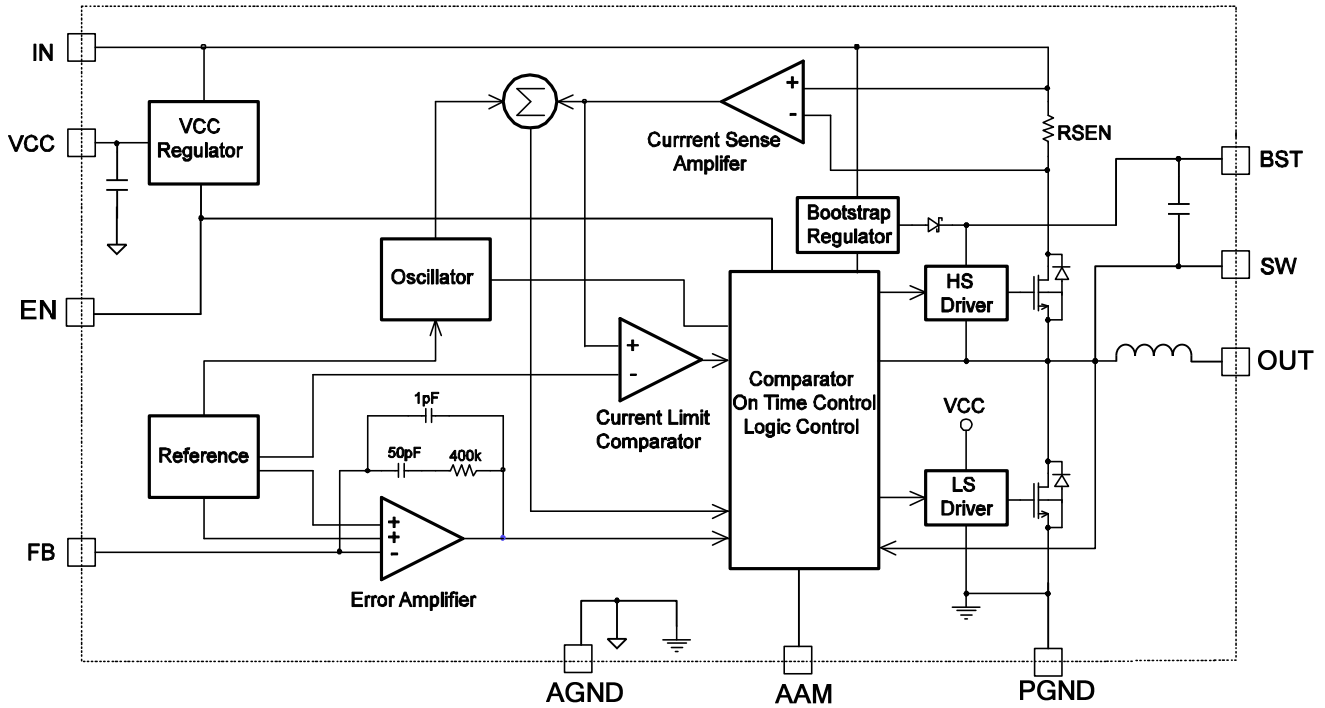 IN
VCC
Regulator
VCC
Σ
Currrent Sense
Amplifer
+
-
RSEN
BST
Bootstrap
Regulator
Oscillator
HS
Driver
SW
EN
+
-
Current Limit
Comparator
Comparator
On Time Control
Logic Control
OUT
1pF
VCC
Reference
50pF
400k
LS
Driver
+
+
-
FB
Error Amplifier
AGND
AAM
PGND